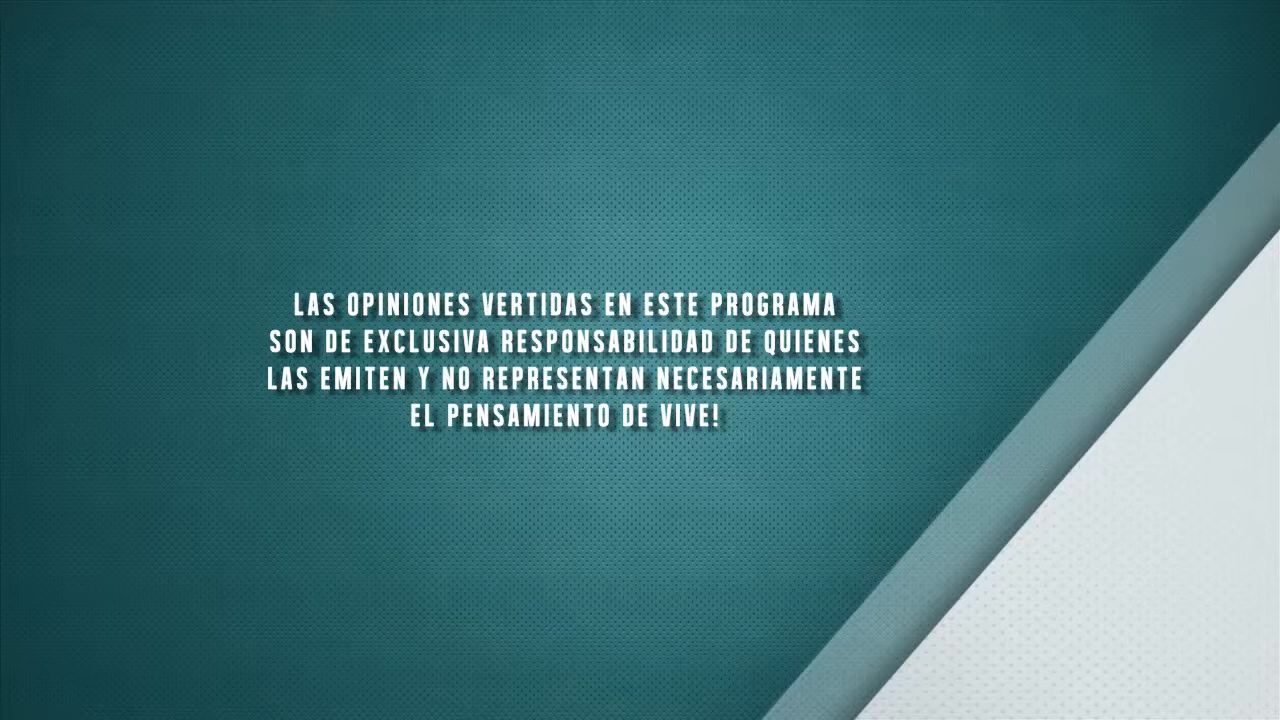 LAS OPINIONES VERTIDAS EN ESTE PROGRAMA
SON DE EXCLUSIVA RESPONSABILIDAD DE QUIENES
LAS EMITEN Y NO REPRESENTAN NECESARIAMENTE
EL PENSAMIENTO DE VIVE!